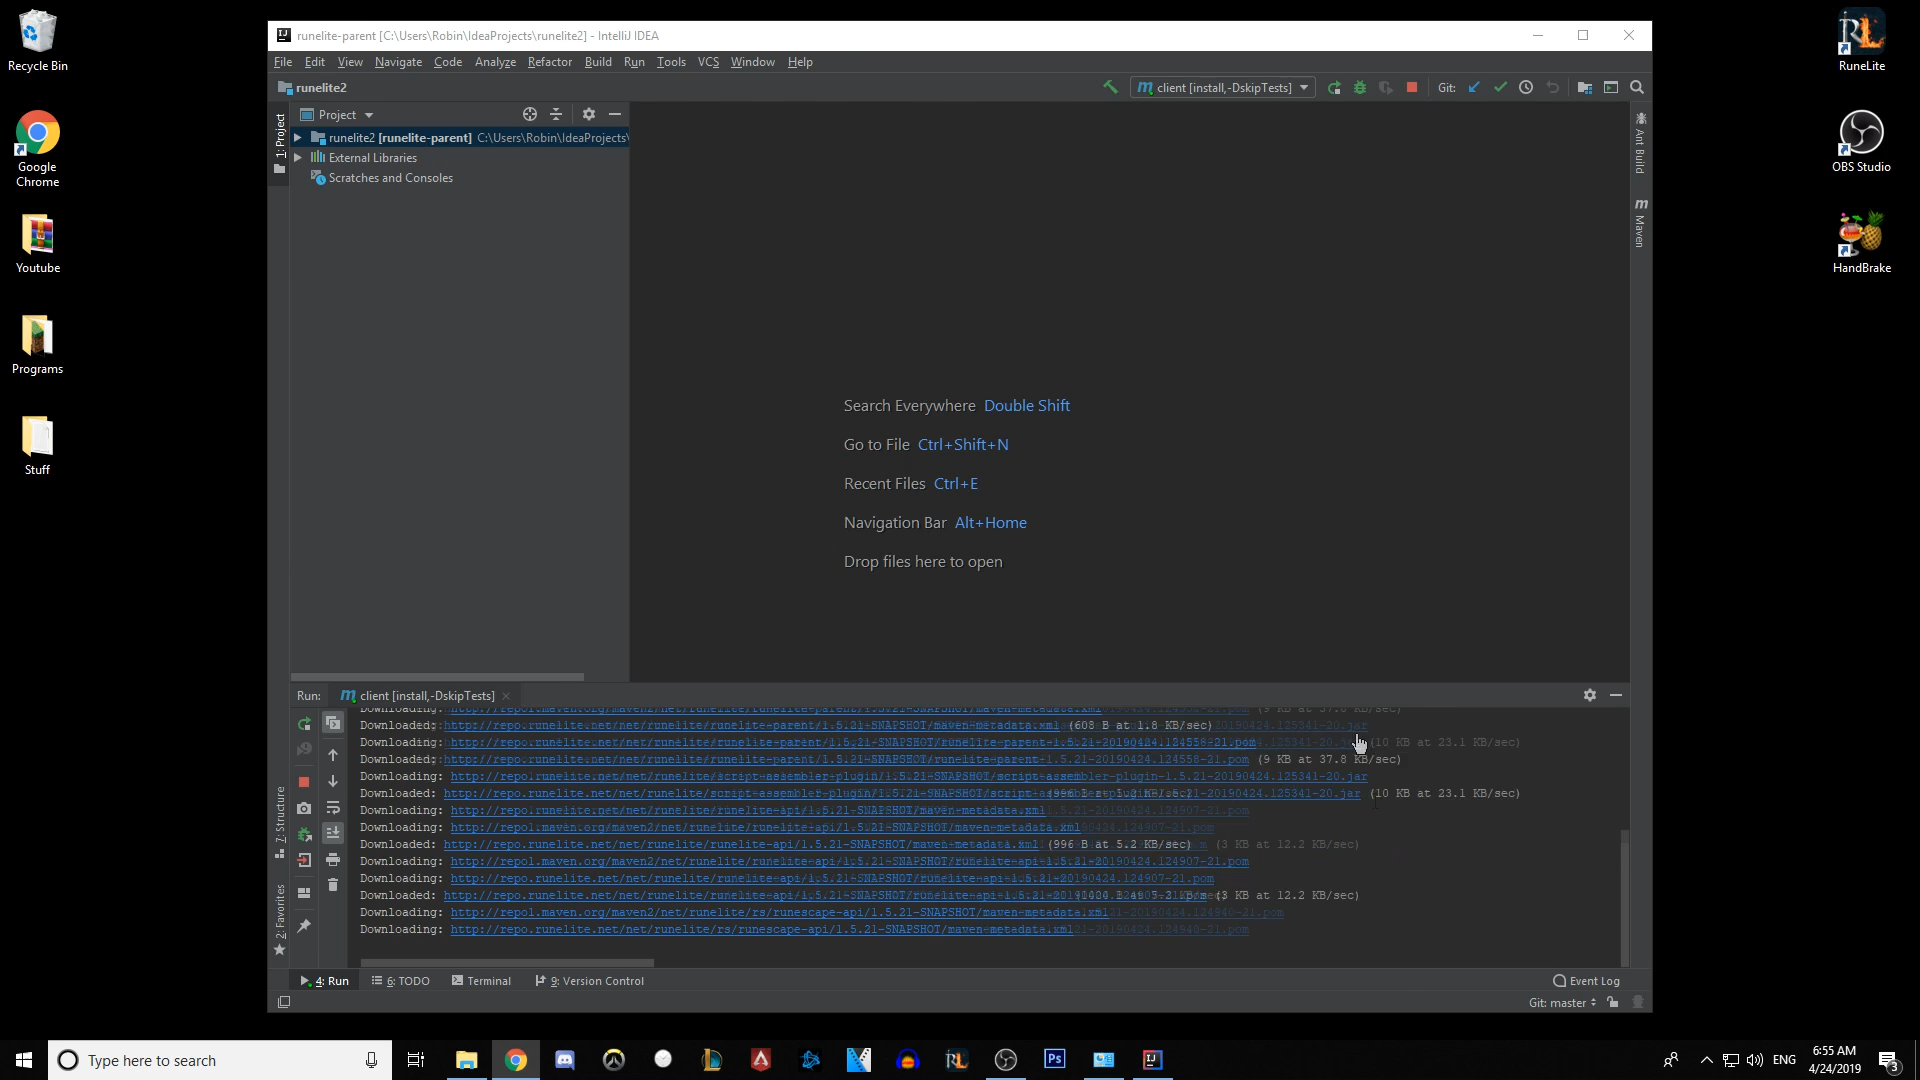 Recycle Bin
Google
Chrome
Youtube
Programs
Stuff
RuneLite
OBS Studio
HandBrake
runelite-parent [C:\Users\Robin\IdeaProjects\runelite2] - IntelliJ IDEA
File Edit View Navigate Code Analyze Refactor Build Run Tools VCS Window Help
runelite2
client [install,-DskipTests]
Git:
1: Project
Project
runelite2 [runelite-parent] C:\Users\Robin\IdeaProjects\
External Libraries
Scratches and Consoles
Ant Build
Maven
Search Everywhere Double Shift
Go to File Ctrl+Shift+N
Recent Files Ctrl+E
Navigation Bar Alt+Home
Drop files here to open
Run: client [install,-DskipTests]
Downloaded: http://repo.runelite.net/net/runelite/runelite-parent/1.5.21-SNAPSHOT/maven-metadata.xml (608 B at 1.8 KB/sec)
Downloading: http://repo.runelite.net/net/runelite/runelite-parent/1.5.21-SNAPSHOT/runelite-parent-1.5.21-20190424.124558-21.pom
Downloaded: http://repo.runelite.net/net/runelite/runelite-parent/1.5.21-SNAPSHOT/runelite-parent-1.5.21-20190424.124558-21.pom (9 KB at 37.8 KB/sec)
Downloading: http://repo.runelite.net/net/runelite/script-assembler-plugin/1.5.21-SNAPSHOT/script-assembler-plugin-1.5.21-20190424.125341-20.jar
Downloaded: http://repo.runelite.net/net/runelite/script-assembler-plugin/1.5.21-SNAPSHOT/script-assembler-plugin-1.5.21-20190424.125341-20.jar (10 KB at 23.1 KB/sec)
Downloading: http://repo.runelite.net/net/runelite/runelite-api/1.5.21-SNAPSHOT/maven-metadata.xml
Downloading: http://repo1.maven.org/maven2/net/runelite/runelite-api/1.5.21-SNAPSHOT/maven-metadata.xml
Downloaded: http://repo.runelite.net/net/runelite/runelite-api/1.5.21-SNAPSHOT/maven-metadata.xml (996 B at 5.2 KB/sec)
Downloading: http://repo1.maven.org/maven2/net/runelite/runelite-api/1.5.21-SNAPSHOT/runelite-api-1.5.21-20190424.124907-21.pom
Downloading: http://repo.runelite.net/net/runelite/runelite-api/1.5.21-SNAPSHOT/runelite-api-1.5.21-20190424.124907-21.pom
Downloaded: http://repo.runelite.net/net/runelite/runelite-api/1.5.21-SNAPSHOT/runelite-api-1.5.21-20190424.124907-21.pom (3 KB at 12.2 KB/sec)
Downloading: http://repo1.maven.org/maven2/net/runelite/rs/runescape-api/1.5.21-SNAPSHOT/maven-metadata.xml
Downloading: http://repo.runelite.net/net/runelite/rs/runescape-api/1.5.21-SNAPSHOT/maven-metadata.xml
7: Structure
2: Favorites
4: Run 6: TODO Terminal 9: Version Control Event Log
Git: master
Type here to search
ENG
6:55 AM
4/24/2019
3